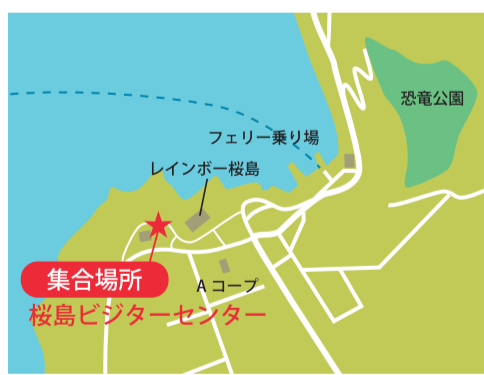 恐竜公園
フェリー乗り場
レインボー桜島
集合場所
Aコープ
桜島ビジターセンター